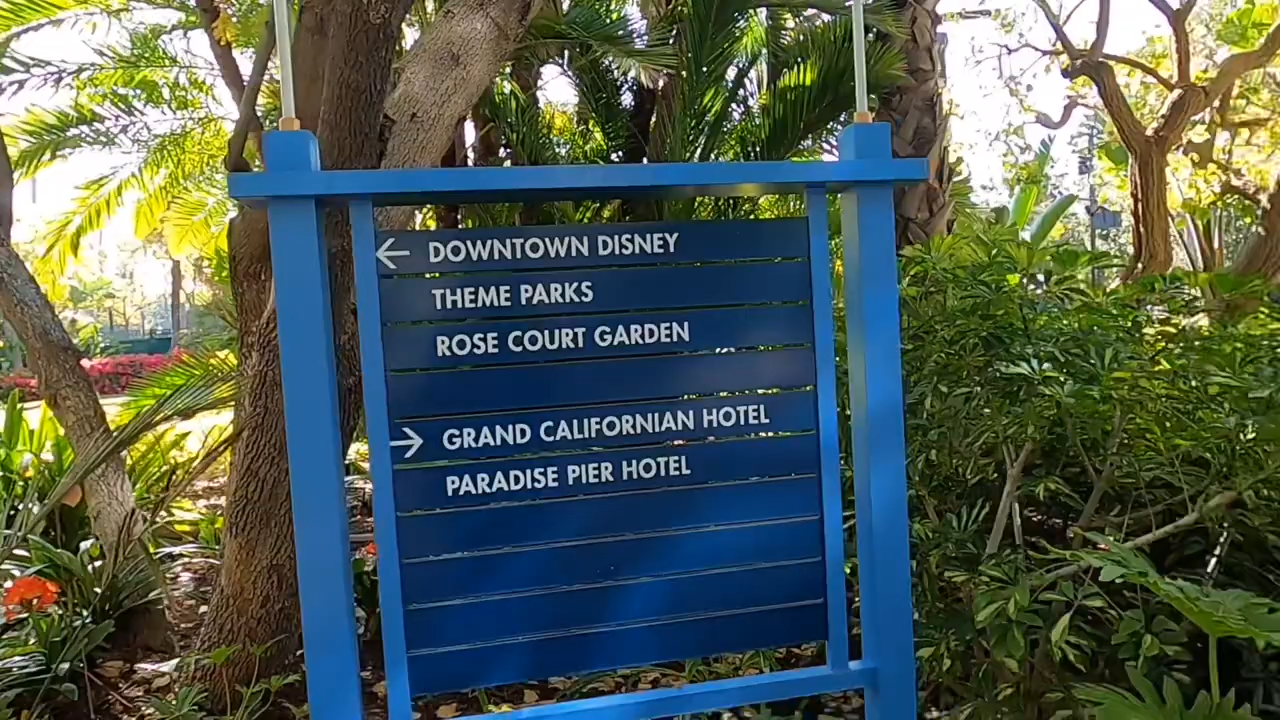 ← DOWNTOWN DISNEY
THEME PARKS
ROSE COURT GARDEN
→ GRAND CALIFORNIAN HOTEL
PARADISE PIER HOTEL